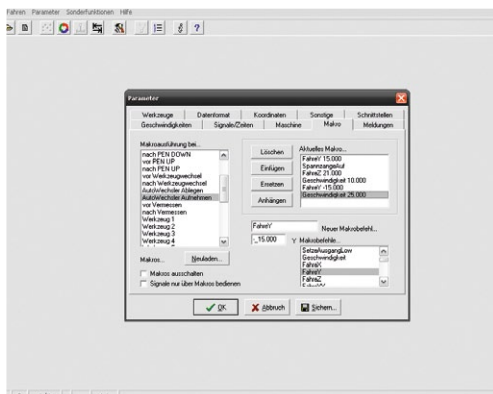 Fahren Parameter Sonderfunktionen Hilfe
Parameter
Werkzeuge Datenformat Koordinaten Sonstige Schnittstellen
Geschwindigkeiten Signale/Zeiten Maschine Makro Meldungen
Makroausführung bei...
nach PEN DOWN
vor PEN UP
nach PEN UP
vor Werkzeugwechsel
nach Werkzeugwechsel
AutoWechsler Ablegen
AutoWechsler Aufnehmen
vor Vermessen
nach Vermessen
Werkzeug 1
Werkzeug 2
Werkzeug 3
Werkzeug 4
Makros... Neuladen...
Makros ausschalten
Signale nur über Makros bedienen
Löschen
Einfügen
Ersetzen
Anhängen
Aktuelles Makro...
FahreY 15.000
Spannzangeauf
FahreZ 21.000
Geschwindigkeit 10.000
FahreY -15.000
Geschwindigkeit 25.000
FahreY Neuer Makrobefehl...
-_15.000 Y Makrobefehle...
SetzeAusgangLow
Geschwindigkeit
FahreX
FahreY
FahreZ
OK Abbruch Sichern...